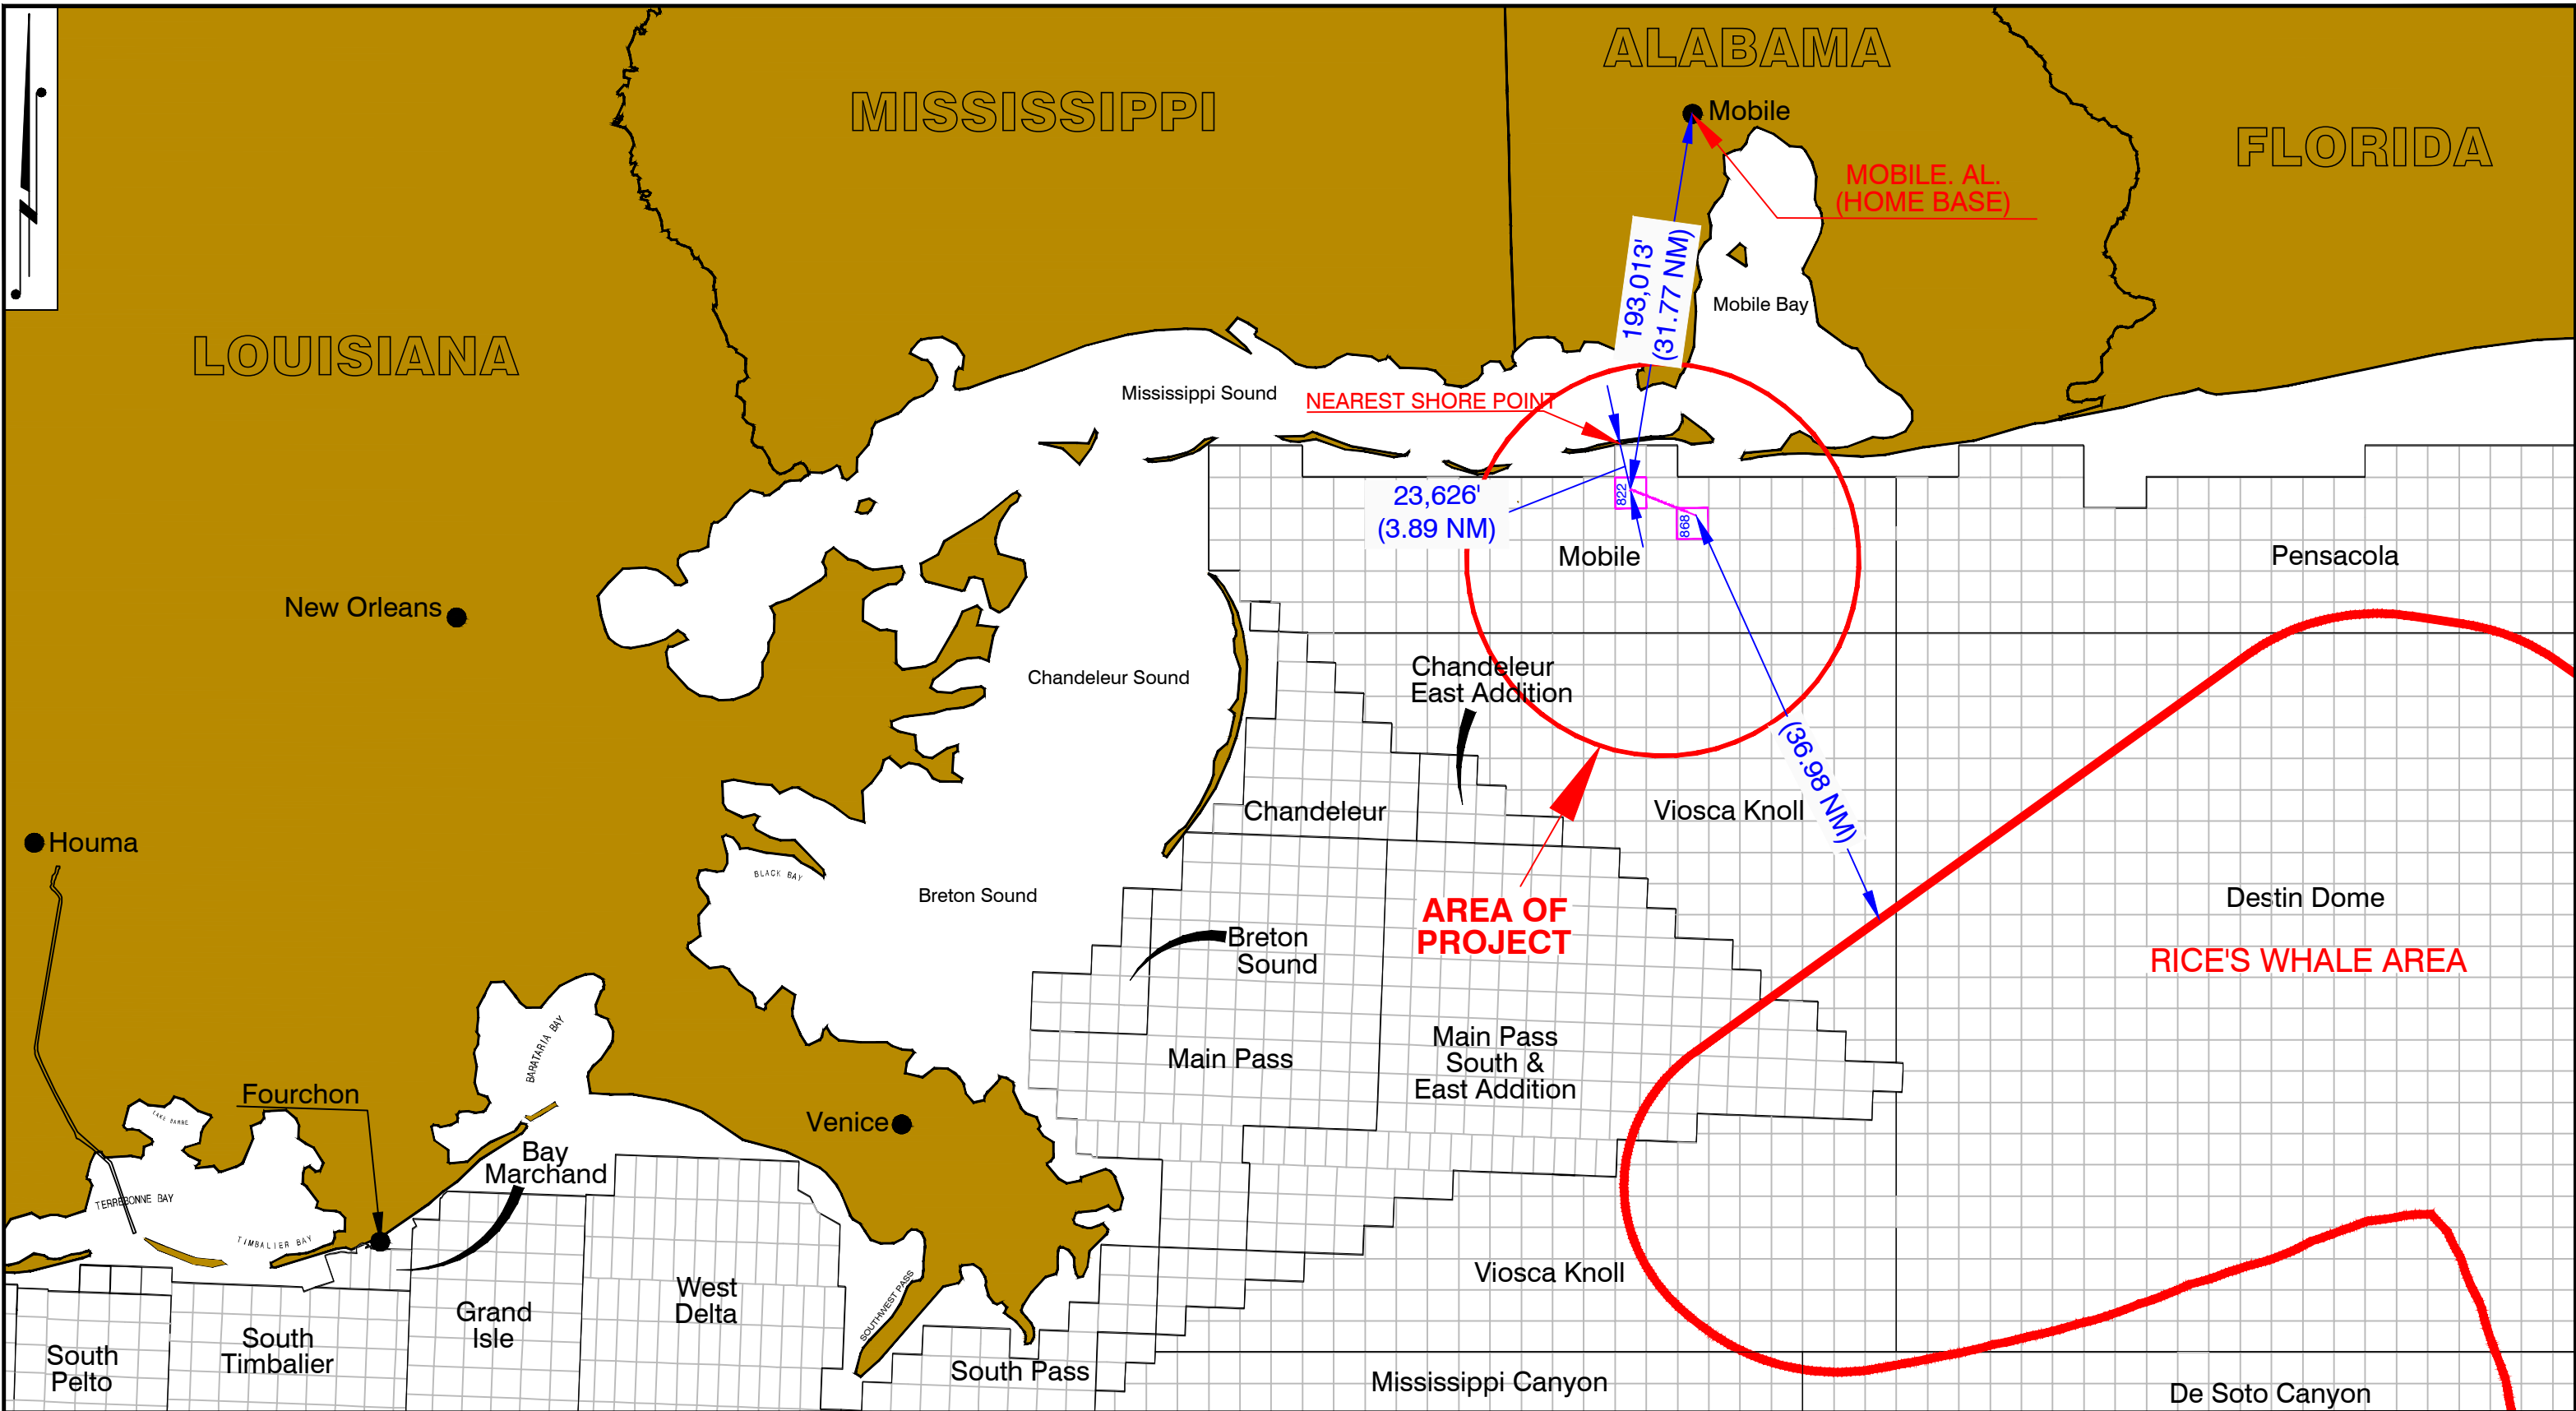 ALABAMA
MISSISSIPPI
FLORIDA
LOUISIANA
Mobile
MOBILE. AL.
(HOME BASE)
193,013'
(31.77 NM)
Mobile Bay
Mississippi Sound
NEAREST SHORE POINT
23,626'
(3.89 NM)
822
868
Mobile
Pensacola
New Orleans
Chandeleur Sound
Chandeleur
East Addition
(36.98 NM)
Chandeleur
Viosca Knoll
Houma
BLACK BAY
Breton Sound
AREA OF
PROJECT
Destin Dome
RICE'S WHALE AREA
Breton
Sound
BARATARIA BAY
Main Pass
Main Pass
South &
East Addition
Fourchon
LAKE BARRE
Venice
Bay
Marchand
TERREBONNE BAY
TIMBALIER BAY
SOUTHWEST PASS
Viosca Knoll
West
Delta
Grand
Isle
South
Timbalier
South
Pelto
South Pass
Mississippi Canyon
De Soto Canyon